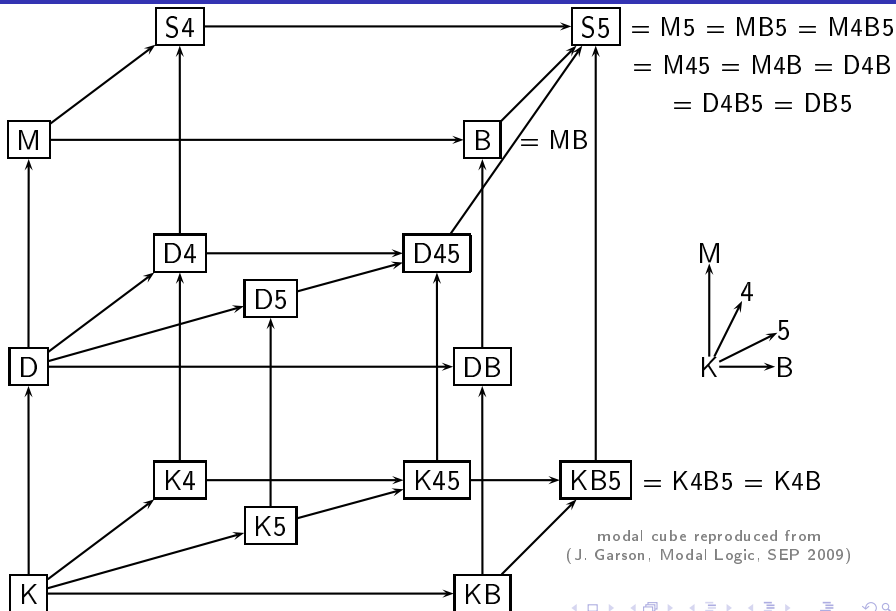 S4 S5 = M5 = MB5 = M4B5
= M45 = M4B = D4B
= D4B5 = DB5
M B = MB
D4 D45 M
D5 4
5
D DB K B
K4 K45 KB5 = K4B5 = K4B
K5
modal cube reproduced from
(J. Garson, Modal Logic, SEP 2009)
K KB